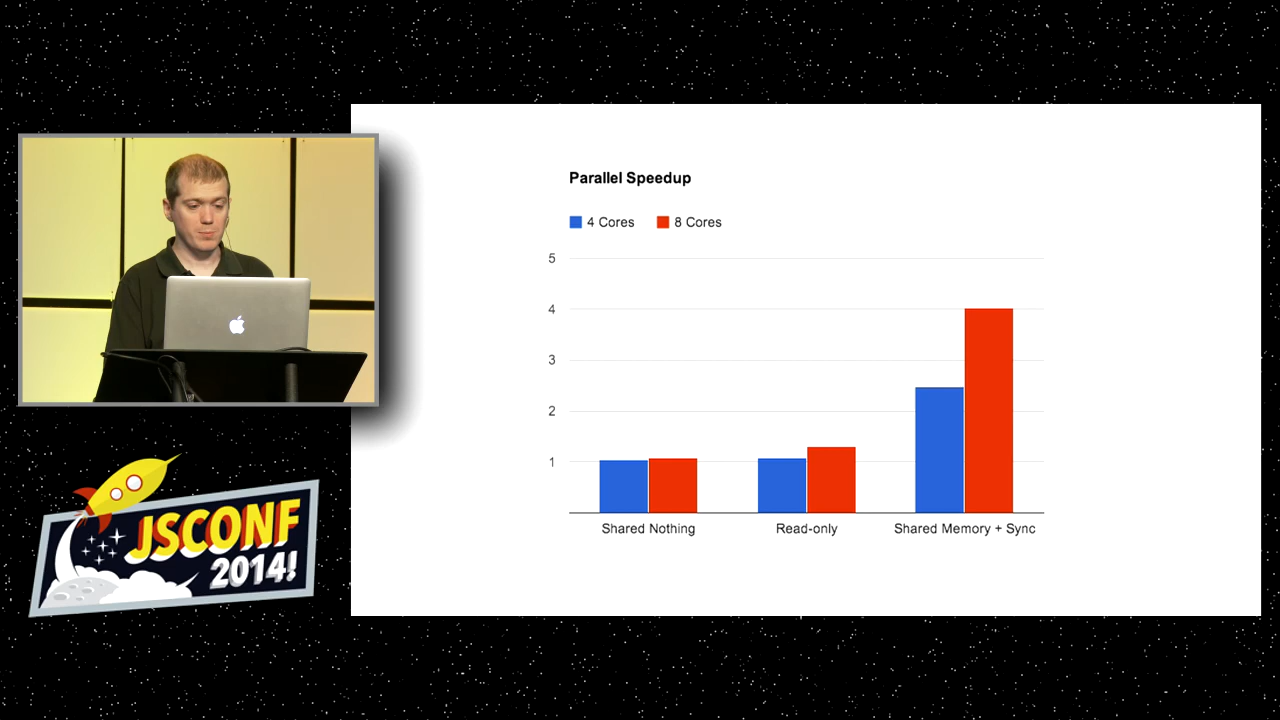 Parallel Speedup
4 Cores
8 Cores
5
4
3
2
1
Shared Nothing
Read-only
Shared Memory + Sync
JSCONF
2014!